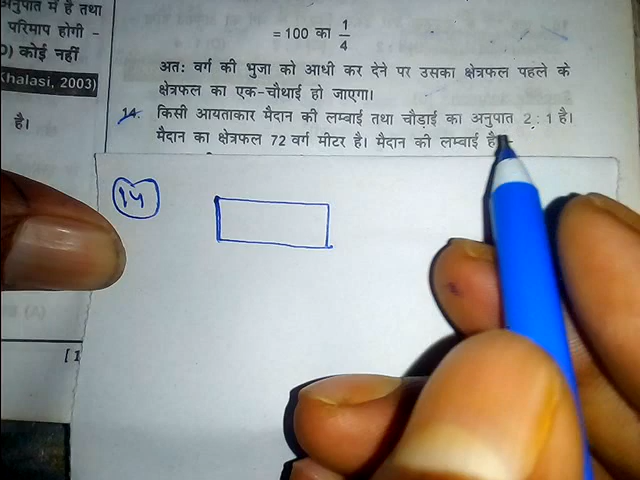 अनुपात में है तथा
परिमाप होगी -
D) कोई नहीं
Khalasi, 2003)
है।
= 100 का 1/4
अतः वर्ग की भुजा को आधी कर देने पर उसका क्षेत्रफल पहले के
क्षेत्रफल का एक-चौथाई हो जाएगा।
14. किसी आयताकार मैदान की लम्बाई तथा चौड़ाई का अनुपात 2 : 1 है।
मैदान का क्षेत्रफल 72 वर्ग मीटर है। मैदान की लम्बाई है-
14
[ 1